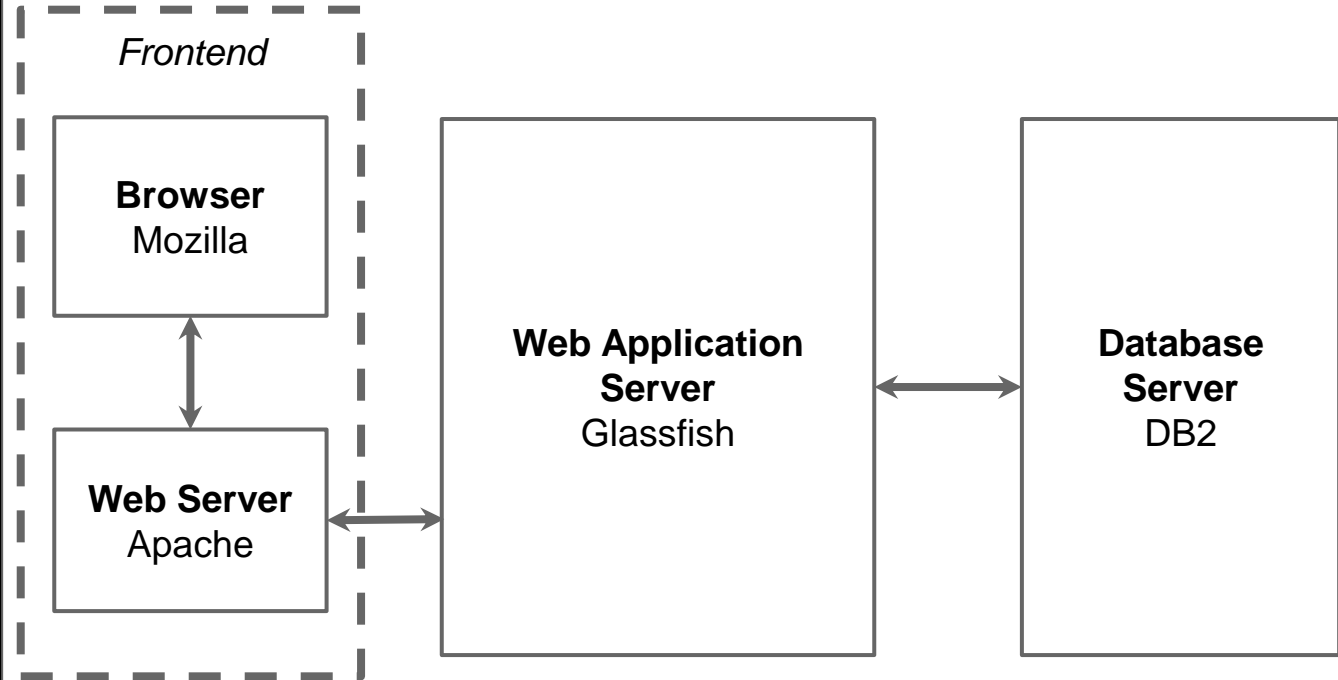 Frontend
Browser
Mozilla
Web Server
Apache
Web Application
Server
Glassfish
Database
Server
DB2